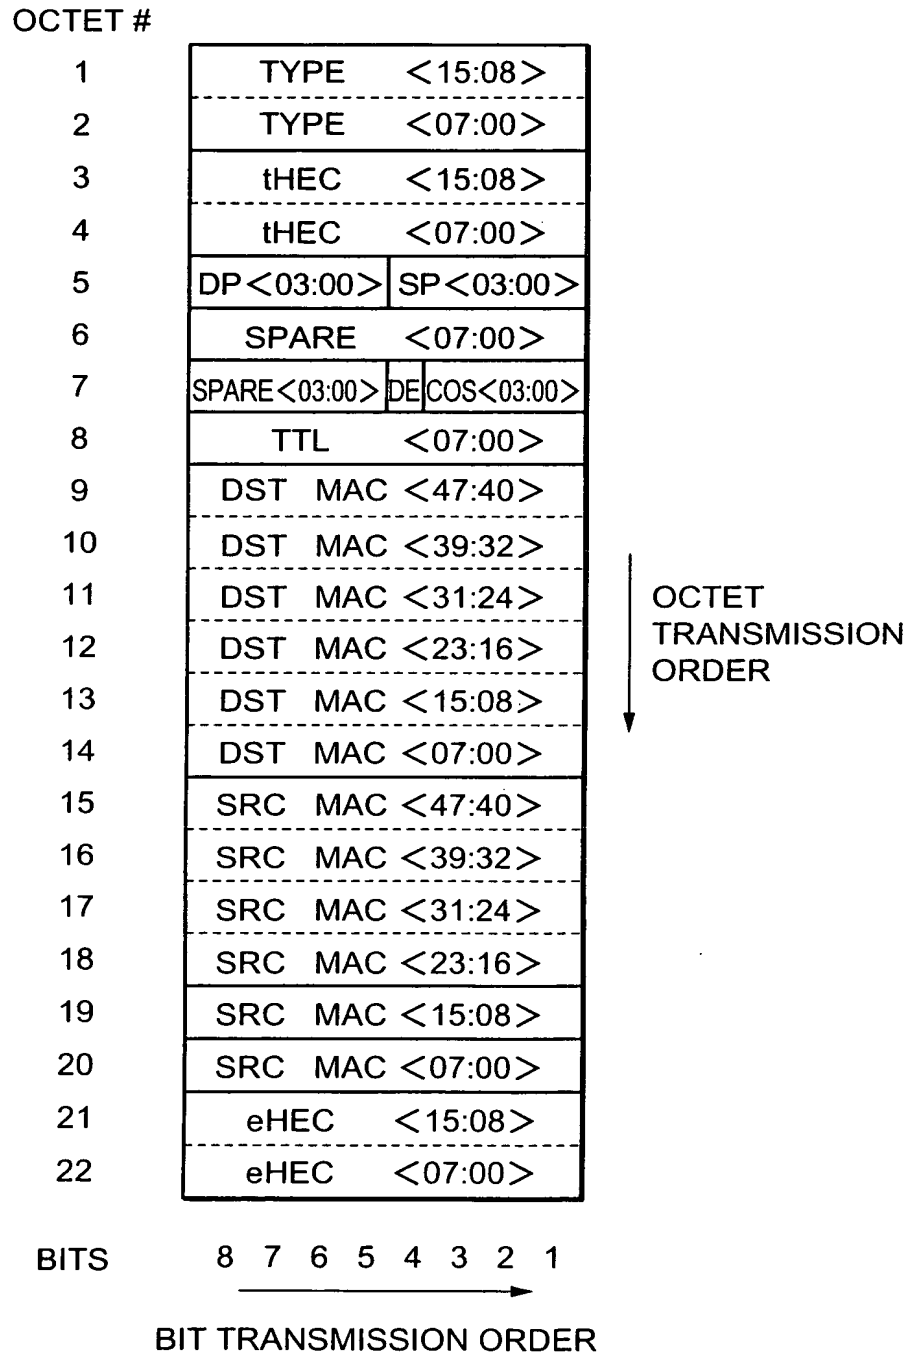 OCTET #
1 TYPE <15:08>
2 TYPE <07:00>
3 tHEC <15:08>
4 tHEC <07:00>
5 DP<03:00> SP<03:00>
6 SPARE <07:00>
7 SPARE<03:00> DE COS<03:00>
8 TTL <07:00>
9 DST MAC <47:40>
10 DST MAC <39:32>
11 DST MAC <31:24>
12 DST MAC <23:16>
13 DST MAC <15:08>
14 DST MAC <07:00>
15 SRC MAC <47:40>
16 SRC MAC <39:32>
17 SRC MAC <31:24>
18 SRC MAC <23:16>
19 SRC MAC <15:08>
20 SRC MAC <07:00>
21 eHEC <15:08>
22 eHEC <07:00>
OCTET
TRANSMISSION
ORDER
BITS 8 7 6 5 4 3 2 1
BIT TRANSMISSION ORDER